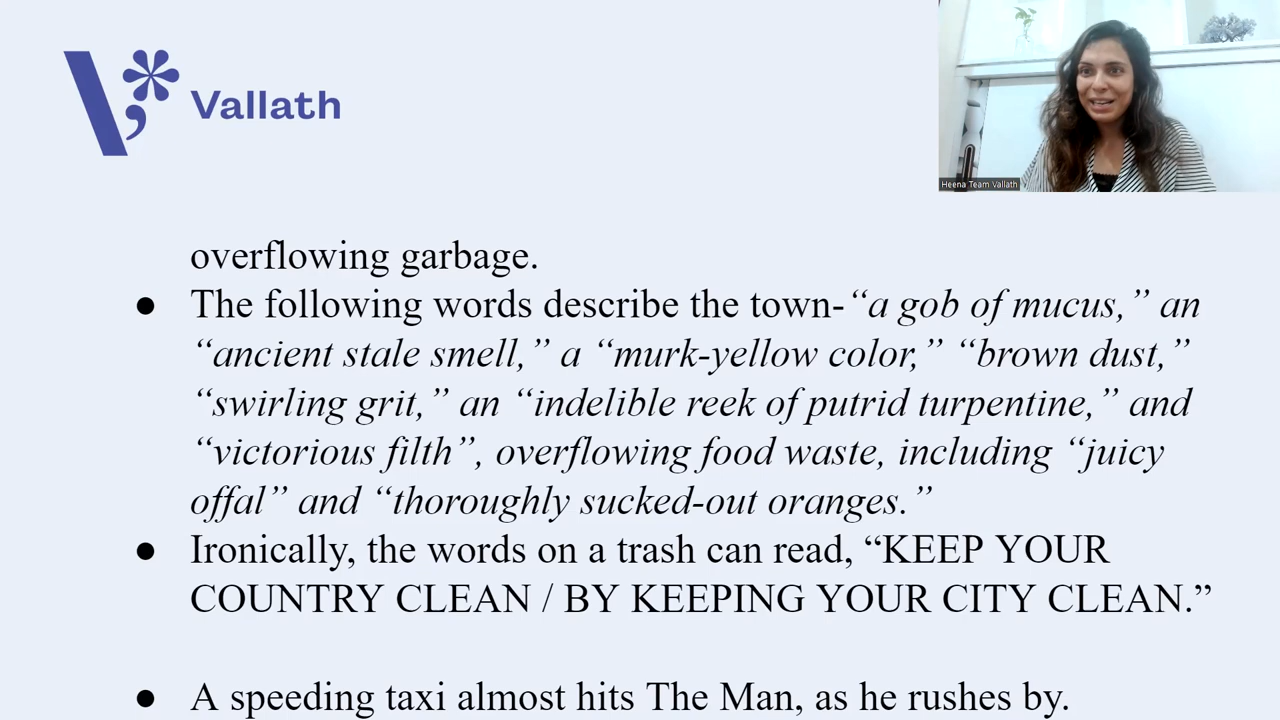 Vallath
Heena Team Vallath
overflowing garbage.
● The following words describe the town-“a gob of mucus,” an
“ancient stale smell,” a “murk-yellow color,” “brown dust,”
“swirling grit,” an “indelible reek of putrid turpentine,” and
“victorious filth”, overflowing food waste, including “juicy
offal” and “thoroughly sucked-out oranges.”
● Ironically, the words on a trash can read, “KEEP YOUR
COUNTRY CLEAN / BY KEEPING YOUR CITY CLEAN.”
● A speeding taxi almost hits The Man, as he rushes by.